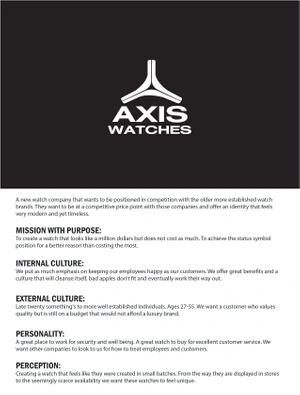 AXIS
WATCHES
A new watch company that wants to be positioned in competition with the older more established watch
brands. They want to be at a competitive price point with those companies and offer an identity that feels
very modern and yet timeless.
MISSION WITH PURPOSE:
To create a watch that looks like a million dollars but does not cost as much. To achieve the status symbol
position for a better reason than costing the most.
INTERNAL CULTURE:
We put as much emphasis on keeping our employees happy as our customers. We offer great benefits and a
culture that will cleanse itself, bad apples don't fit and eventually work their way out.
EXTERNAL CULTURE:
Late twenty something's to more well established individuals. Ages 27-55. We want a customer who values
quality but is still on a budget that would not afford a luxury brand.
PERSONALITY:
A great place to work for security and well being. A great watch to buy for excellent customer service. We
want other companies to look to us for how to treat employees and customers.
PERCEPTION:
Creating a watch that feels like they were created in small batches. From the way they are displayed in stores
to the seemingly scarce availability we want these watches to feel unique.